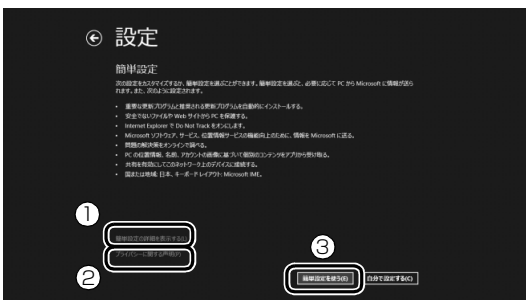 設定
簡単設定
次の設定をカスタマイズするか、簡単設定を選ぶことができます。簡単設定を選ぶと、必要に応じて PC から Microsoft に情報が送ら
れます。また、次のように設定されます。
• 重要な更新プログラムと推奨される更新プログラムを自動的にインストールする。
• 安全でないファイルや Web サイトから PC を保護する。
• Internet Explorer で Do Not Track をオンにします。
• Microsoft ソフトウェア、サービス、位置情報サービスの機能向上のために、情報を Microsoft に送る。
• 問題の解決策をオンラインで調べる。
• PC の位置情報、名前、アカウントの画像に基づいて個別のコンテンツをアプリから受け取る。
• 共有を有効にしてこのネットワーク上のデバイスに接続する。
• 国または地域: 日本、キーボード レイアウト: Microsoft IME。
①
簡単設定の詳細を表示する(L)
プライバシーに関する声明(P)
②
③
簡単設定を使う(E)
自分で設定する(C)